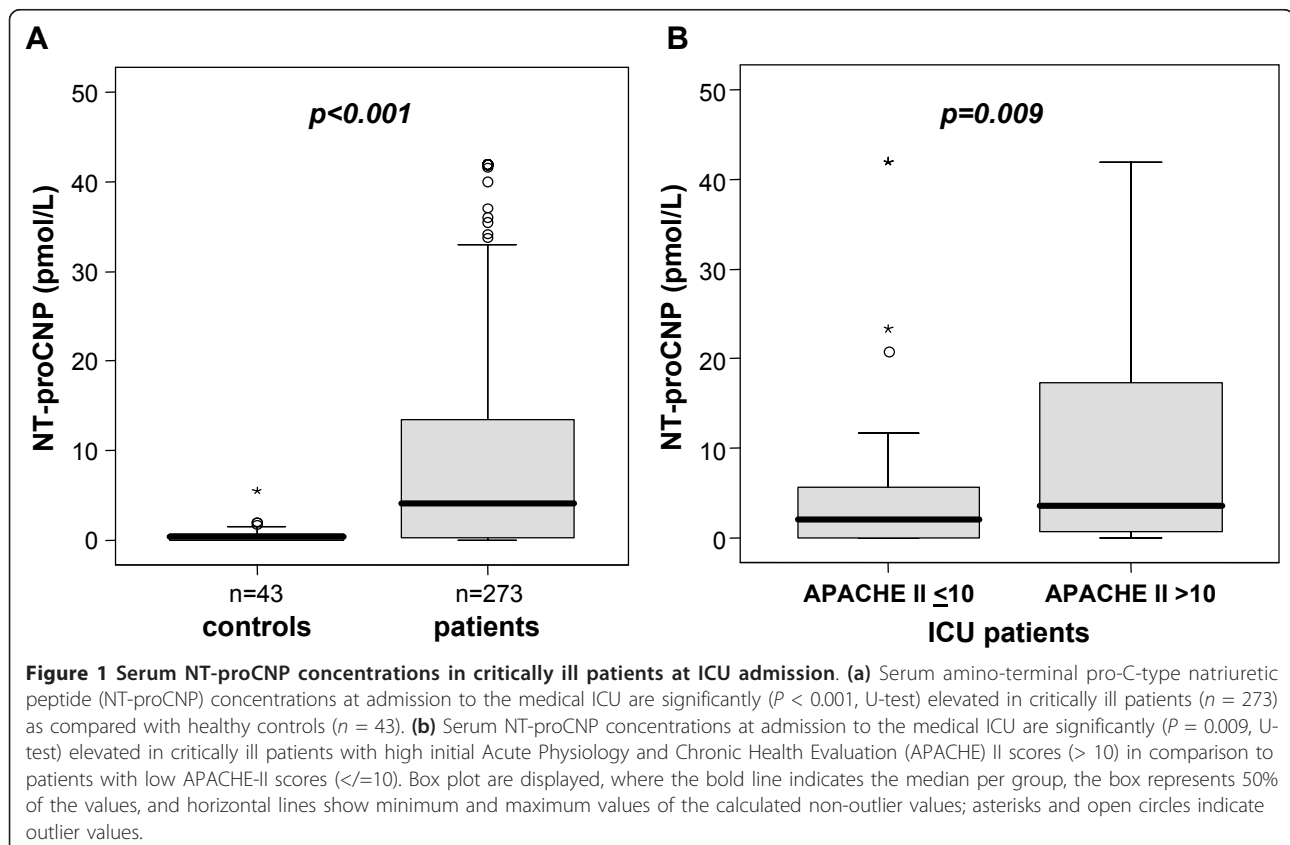 A
B
50
40
30
20
10
0
NT-proCNP (pmol/L)
p<0.001
n=43
n=273
controls
patients
50
40
30
20
10
0
NT-proCNP (pmol/L)
p=0.009
APACHE II ≤10
APACHE II >10
ICU patients
Figure 1 Serum NT-proCNP concentrations in critically ill patients at ICU admission. (a) Serum amino-terminal pro-C-type natriuretic
peptide (NT-proCNP) concentrations at admission to the medical ICU are significantly (P < 0.001, U-test) elevated in critically ill patients (n = 273)
as compared with healthy controls (n = 43). (b) Serum NT-proCNP concentrations at admission to the medical ICU are significantly (P = 0.009, U-
test) elevated in critically ill patients with high initial Acute Physiology and Chronic Health Evaluation (APACHE) II scores (> 10) in comparison to
patients with low APACHE-II scores (</=10). Box plot are displayed, where the bold line indicates the median per group, the box represents 50%
of the values, and horizontal lines show minimum and maximum values of the calculated non-outlier values; asterisks and open circles indicate
outlier values.